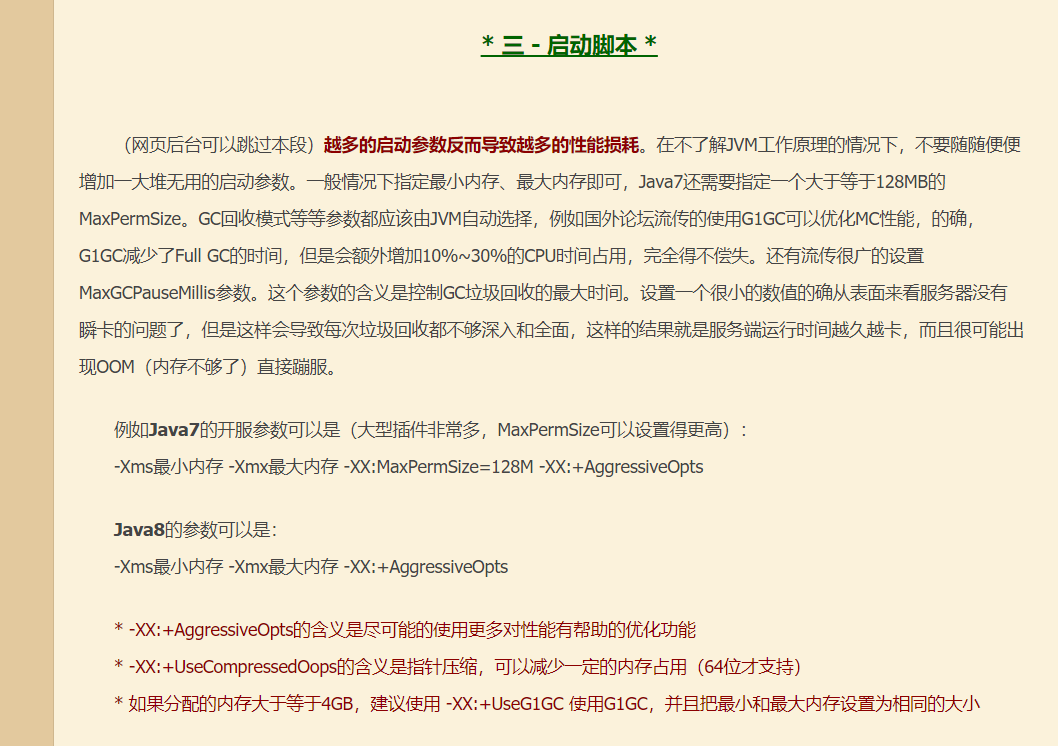 * 三 - 启动脚本 *
（网页后台可以跳过本段）越多的启动参数反而导致越多的性能损耗。在不了解JVM工作原理的情况下，不要随随便便
增加一大堆无用的启动参数。一般情况下指定最小内存、最大内存即可，Java7还需要指定一个大于等于128MB的
MaxPermSize。GC回收模式等等参数都应该由JVM自动选择，例如国外论坛流传的使用G1GC可以优化MC性能，的确，
G1GC减少了Full GC的时间，但是会额外增加10%~30%的CPU时间占用，完全得不偿失。还有流传很广的设置
MaxGCPauseMillis参数。这个参数的含义是控制GC垃圾回收的最大时间。设置一个很小的数值的确从表面来看服务器没有
瞬卡的问题了，但是这样会导致每次垃圾回收都不够深入和全面，这样的结果就是服务端运行时间越久越卡，而且很可能出
现OOM（内存不够了）直接蹦服。
例如Java7的开服参数可以是（大型插件非常多，MaxPermSize可以设置得更高）：
-Xms最小内存 -Xmx最大内存 -XX:MaxPermSize=128M -XX:+AggressiveOpts
Java8的参数可以是：
-Xms最小内存 -Xmx最大内存 -XX:+AggressiveOpts
* -XX:+AggressiveOpts的含义是尽可能的使用更多对性能有帮助的优化功能
* -XX:+UseCompressedOops的含义是指针压缩，可以减少一定的内存占用（64位才支持）
* 如果分配的内存大于等于4GB，建议使用 -XX:+UseG1GC 使用G1GC，并且把最小和最大内存设置为相同的大小